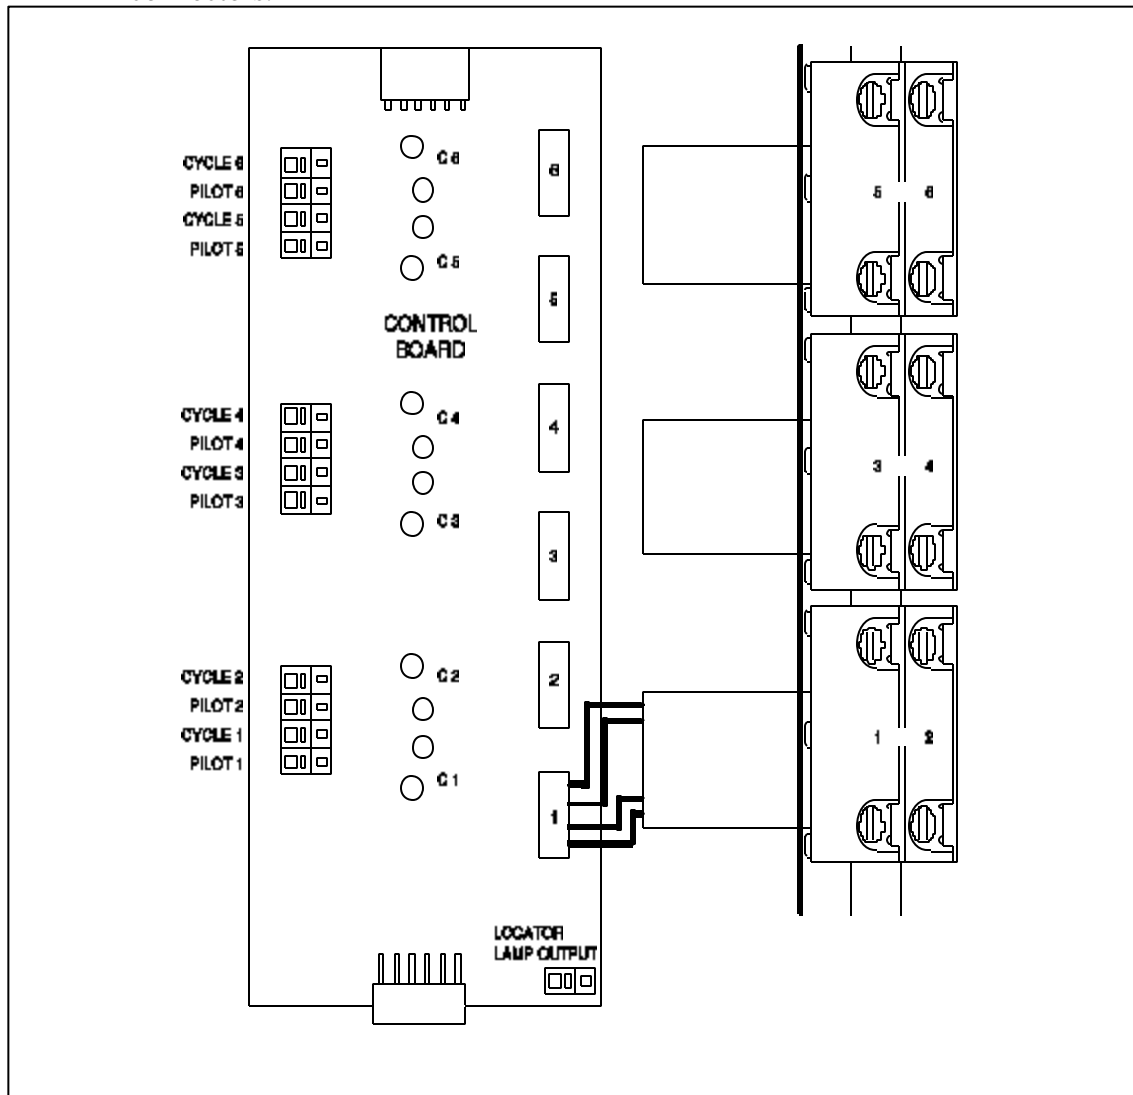 CYCLE 6
PILOT 6
CYCLE 5
PILOT 5
C 6
C 5
6
5
CONTROL
BOARD
CYCLE 4
PILOT 4
CYCLE 3
PILOT 3
C 4
C 3
4
3
CYCLE 2
PILOT 2
CYCLE 1
PILOT 1
C 2
C 1
2
1
LOCATOR
LAMP OUTPUT
5 6
3 4
1 2